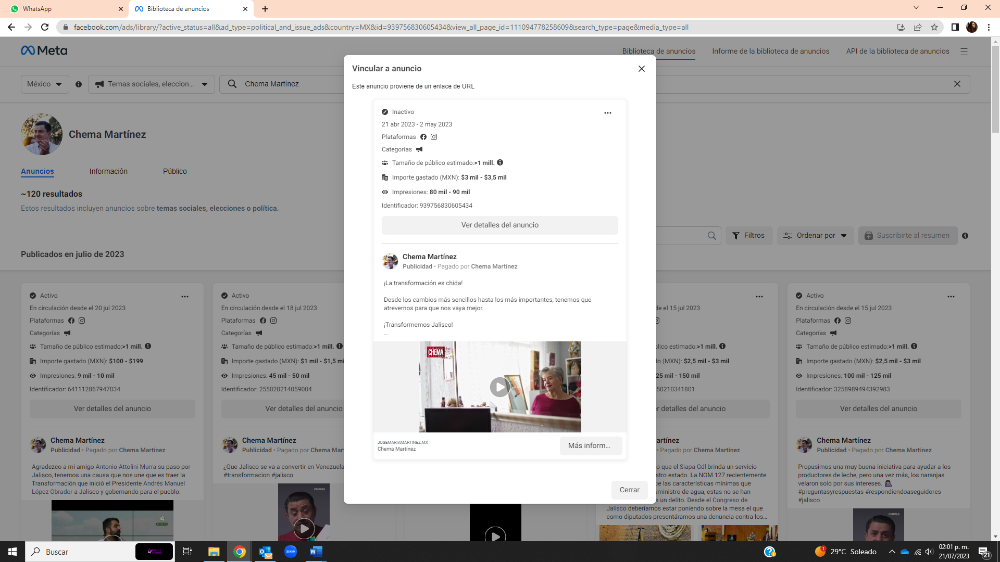 WhatsApp
Biblioteca de anuncios
facebook.com/ads/library/?active_status=all&ad_type=political_and_issue_ads&country=MX&id=939756830605434&view_all_page_id=111094778258609&search_type=page&media_type=all
Meta
Biblioteca de anuncios
Informe de la biblioteca de anuncios
API de la biblioteca de anuncios
México
Temas sociales, eleccion...
Chema Martínez
Chema Martínez
Anuncios
Información
Público
~120 resultados
Estos resultados incluyen anuncios sobre temas sociales, elecciones o política.
Filtros
Ordenar por
Suscribirte al resumen
Publicados en julio de 2023
Vincular a anuncio
Este anuncio proviene de un enlace de URL
Inactivo
21 abr 2023 - 2 may 2023
Plataformas
Categorías
Tamaño de público estimado:>1 mill.
Importe gastado (MXN): $3 mil - $3,5 mil
Impresiones: 80 mil - 90 mil
Identificador: 939756830605434
Ver detalles del anuncio
Chema Martínez
Publicidad • Pagado por Chema Martínez
¡La transformación es chida!
Desde los cambios más sencillos hasta los más importantes, tenemos que
atrevernos para que nos vaya mejor.
¡Transformemos Jalisco!
...
JOSÉ MARÍA
CHEMA
MARTÍNEZ
JOSEMARIAMARTINEZ.MX
Chema Martínez
Más inform...
Cerrar
Activo
En circulación desde el 20 jul 2023
Plataformas
Categorías
Tamaño de público estimado:>1 mill.
Importe gastado (MXN): $100 - $199
Impresiones: 9 mil - 10 mil
Identificador: 641112867947034
Ver detalles del anuncio
Chema Martínez
Publicidad • Pagado por Chema Martínez
Agradezco a mi amigo Antonio Attolini Murra su paso por
Jalisco, tenemos una causa que nos une que es traer la
Transformación que inició el Presidente Andrés Manuel
López Obrador a Jalisco y gobernando para el pueblo.
Activo
En circulación desde el 18 jul 2023
Plataformas
Categorías
Tamaño de público estimado:>1 mill.
Importe gastado (MXN): $1 mil - $1,5 mi
Impresiones: 45 mil - 50 mil
Identificador: 255020214059004
Ver detalles del anuncio
Chema Martínez
Publicidad • Pagado por Chema Mar
¿Que Jalisco se va a convertir en Venezuela
#transformacion #jalisco
CHEMA
de el 15 jul 2023
blico estimado:>1 mill.
do (MXN): $2,5 mil - $3 mil
25 mil - 150 mil
50210341801
r detalles del anuncio
artínez
• Pagado por Chema Martínez
o que el Siapa Gdl brinda un servicio
stro estado. La NOM 127 recientemente
ce las características mínimas que
uministro de agua, estas no se han
s un delito. Desde el Congreso de
Jalisco deberíamos estar poniendo sobre la mesa el que
como diputados presentáramos una denuncia contra los...
Activo
En circulación desde el 15 jul 2023
Plataformas
Categorías
Tamaño de público estimado:>1 mill.
Importe gastado (MXN): $2,5 mil - $3 mil
Impresiones: 100 mil - 125 mil
Identificador: 3258989494392983
Ver detalles del anuncio
Chema Martínez
Publicidad • Pagado por Chema Martínez
Propusimos una muy buena iniciativa para ayudar a los
productores de leche, pero una vez más, los naranjas
velaron solo por sus intereses.
#preguntasyrespuestas #respondiendoaseguidores
#jalisco
CHEMA
Buscar
zoom
29°C Soleado
02:01 p. m.
21/07/2023
21